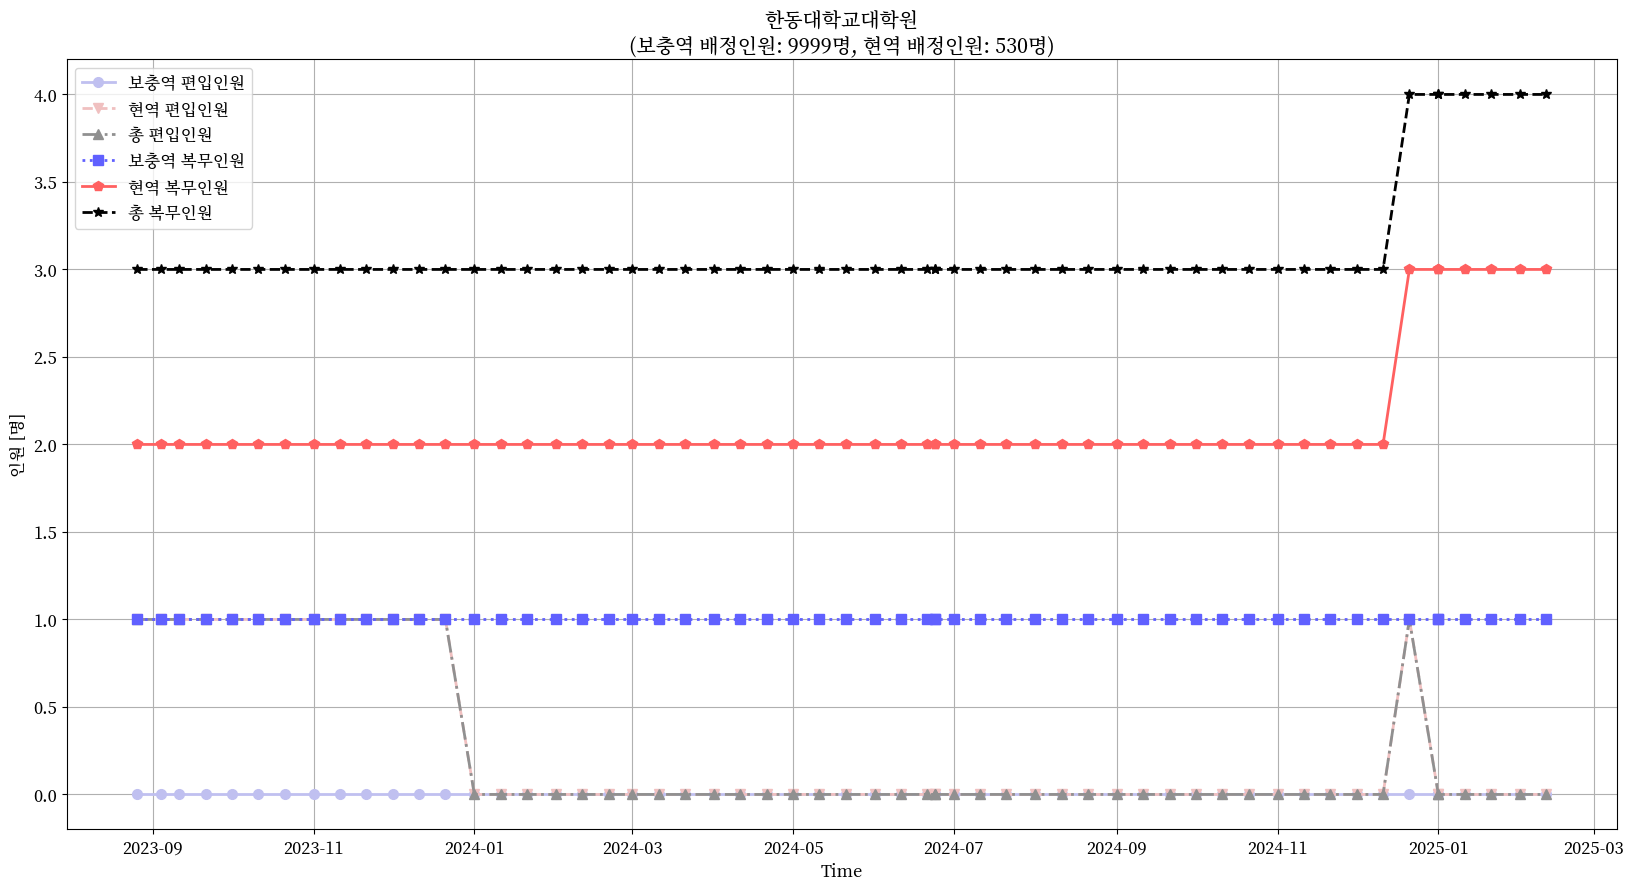 한동대학교대학원
(보충역 배정인원: 9999명, 현역 배정인원: 530명)
보충역 편입인원
현역 편입인원
총 편입인원
보충역 복무인원
현역 복무인원
총 복무인원
4.0
3.5
3.0
2.5
2.0
1.5
1.0
0.5
0.0
인원 [명]
2023-09
2023-11
2024-01
2024-03
2024-05
2024-07
2024-09
2024-11
2025-01
2025-03
Time